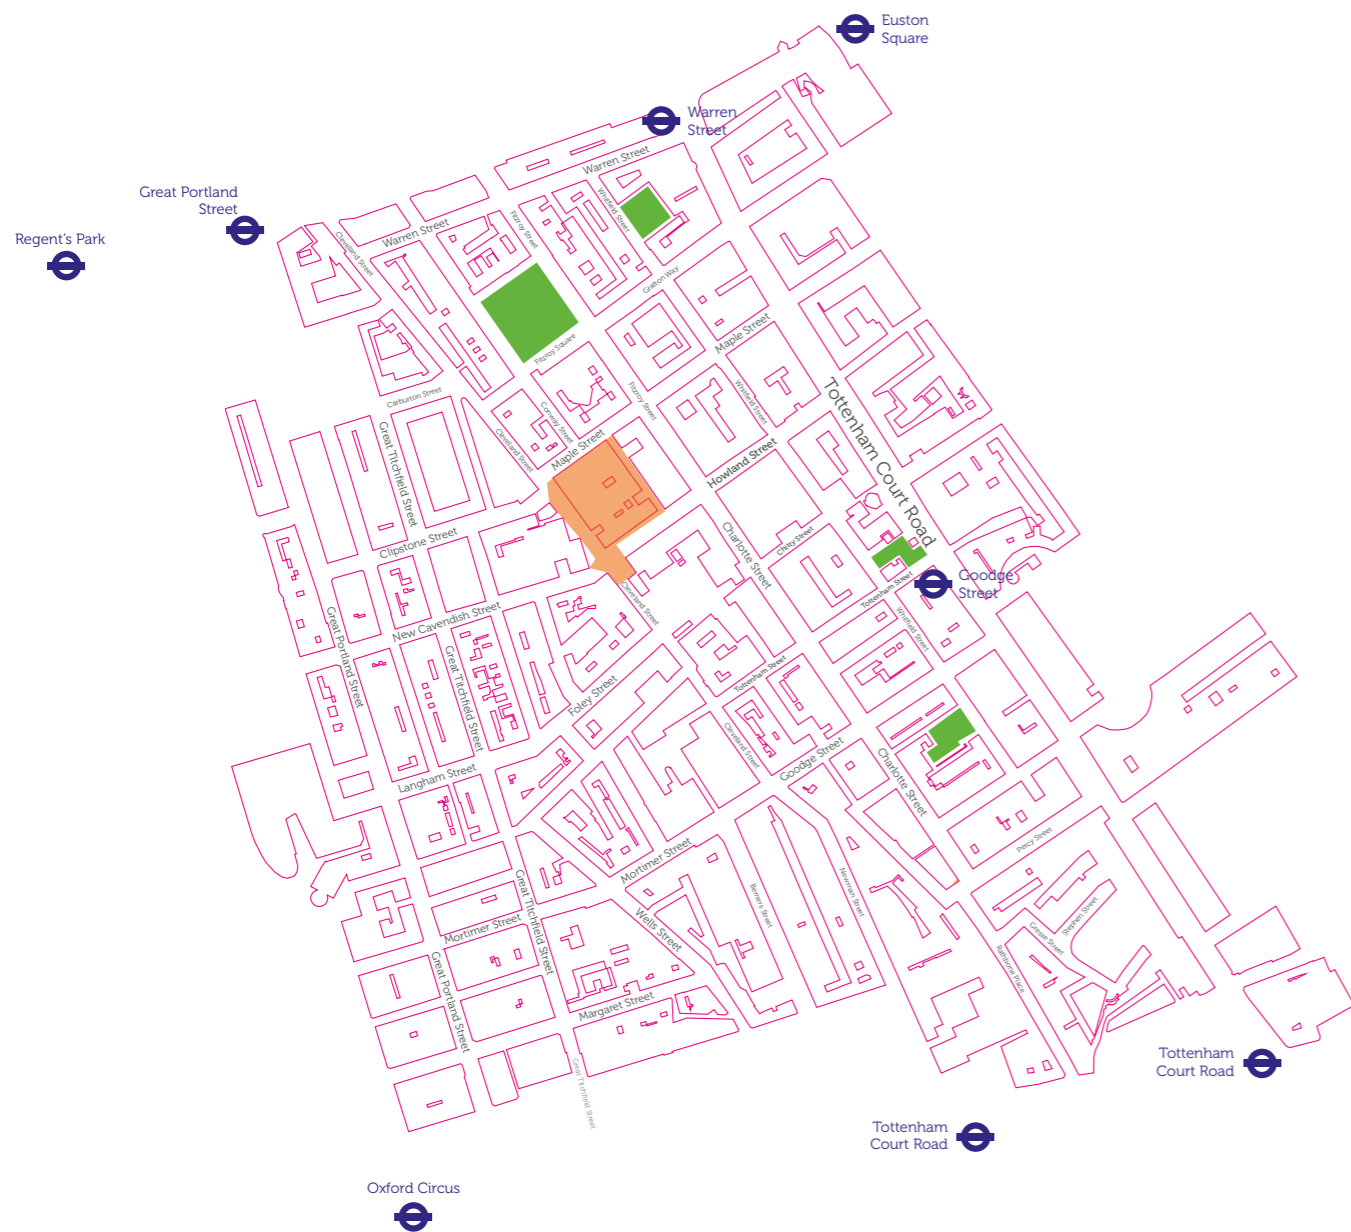 Euston
Square
Warren
Street
Warren Street
Great Portland
Street
Whitfield Street
Fitzroy Street
Regent's Park
Cleveland Street
Warren Street
Grafton Way
Maple Street
Fitzroy Square
Carburton Street
Fitzroy Street
Whitfield Street
Tottenham Court Road
Conway Street
Great Titchfield Street
Cleveland Street
Maple Street
Howland Street
Clipstone Street
Charlotte Street
Chitty Street
Goodge
Street
Tottenham Street
Cleveland Street
New Cavendish Street
Great Portland Street
Whitfield Street
Great Titchfield Street
Foley Street
Tottenham Street
Cleveland Street
Goodge Street
Langham Street
Charlotte Street
Percy Street
Mortimer Street
Berners Street
Newman Street
Great Titchfield Street
Mortimer Street
Wells Street
Stephen Street
Gresse Street
Rathbone Place
Great Portland Street
Margaret Street
Great Titchfield Street
Tottenham
Court Road
Tottenham
Court Road
Oxford Circus